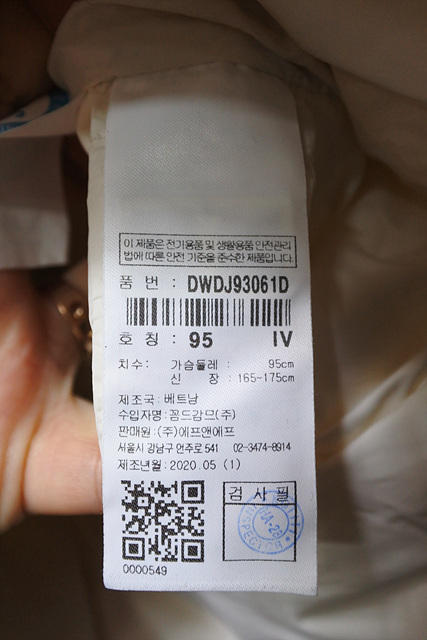 이 제품은 전기용품 및 생활용품 안전관리
법에 따른 안전 기준을 준수한 제품입니다.
품 번 : DWDJ93061D
호 칭 : 95 IV
치수: 가슴둘레 : 95cm
신 장 : 165-175cm
제조국: 베트남
수입자명: 꼼드감므(주)
판매원: (주)에프앤에프
서울시 강남구 언주로 541 02-3474-8914
제조년월: 2020.05 (1)
검 사 필
0000549